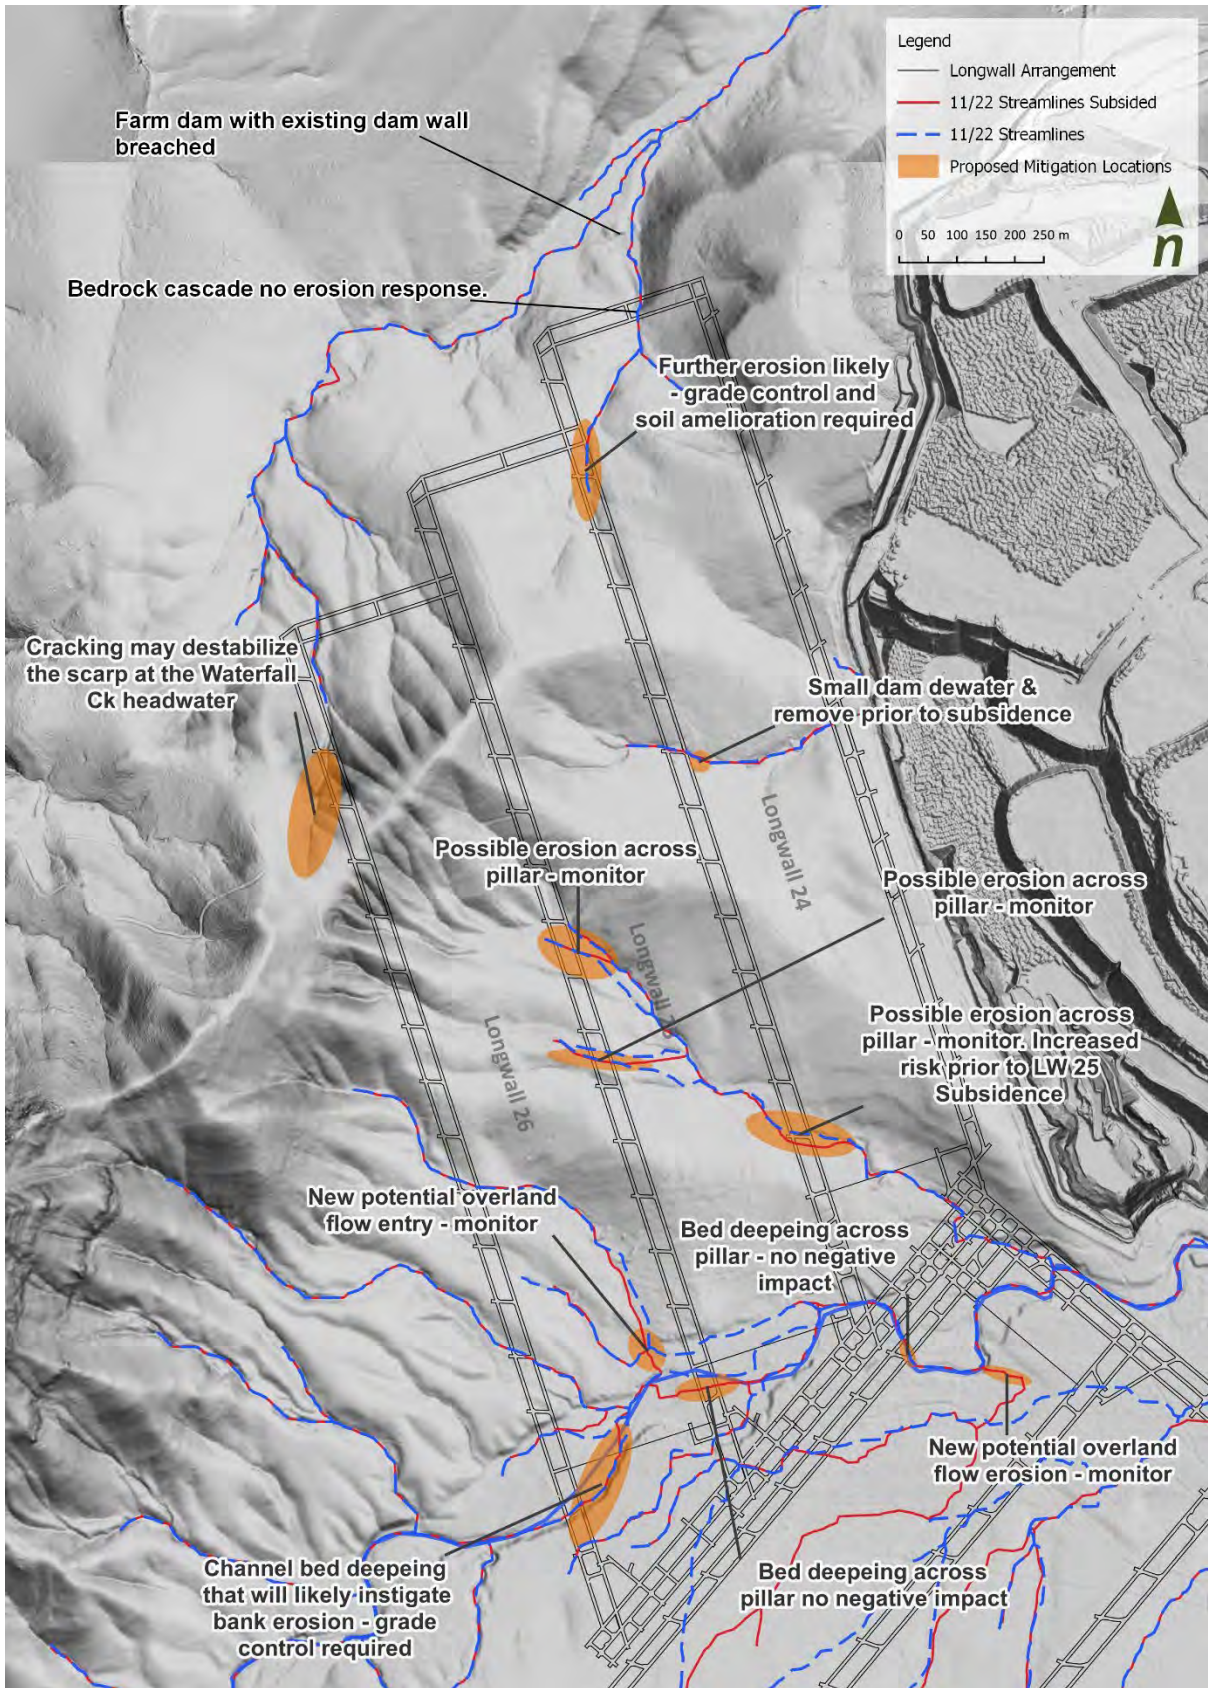 Legend
Longwall Arrangement
11/22 Streamlines Subsided
11/22 Streamlines
Proposed Mitigation Locations
0 50 100 150 200 250 m
n
Farm dam with existing dam wall
breached
Bedrock cascade no erosion response.
Further erosion likely
- grade control and
soil amelioration required
Cracking may destabilize
the scarp at the Waterfall
Ck headwater
Small dam dewater &
remove prior to subsidence
Longwall 24
Possible erosion across
pillar - monitor
Possible erosion across
pillar - monitor
Longwall
Longwall 26
Possible erosion across
pillar - monitor. Increased
risk prior to LW 25
Subsidence
New potential overland
flow entry - monitor
Bed deepeing across
pillar - no negative
impact
New potential overland
flow erosion - monitor
Channel bed deepeing
that will likely instigate
bank erosion - grade
control required
Bed deepeing across
pillar no negative impact